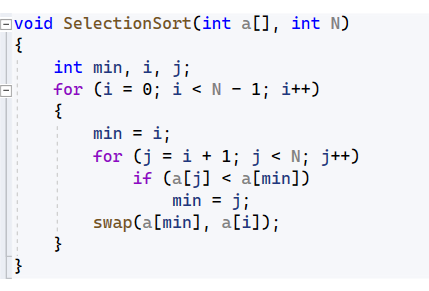 void SelectionSort(int a[], int N)
{
    int min, i, j;
    for (i = 0; i < N - 1; i++)
    {
        min = i;
        for (j = i + 1; j < N; j++)
            if (a[j] < a[min])
                min = j;
        swap(a[min], a[i]);
    }
}